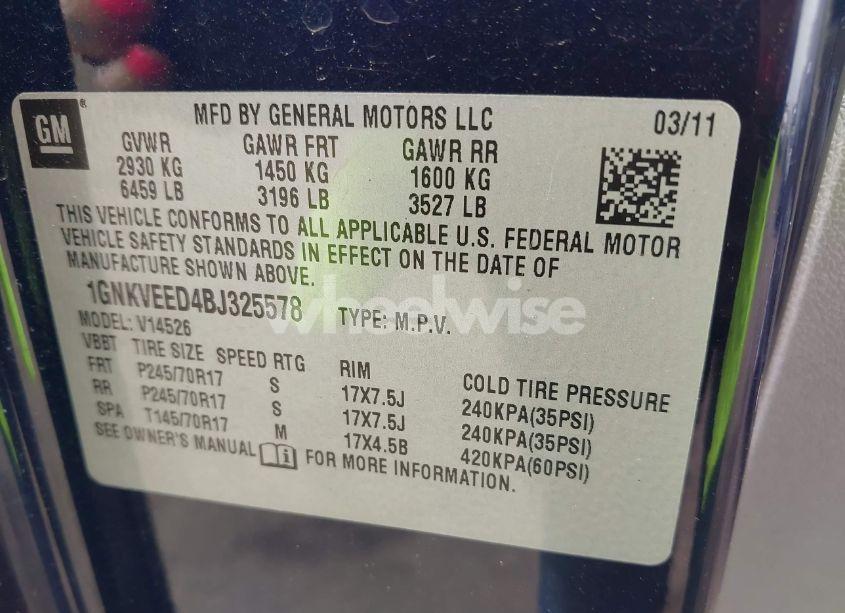 GM ®
MFD BY GENERAL MOTORS LLC 03/11
GVWR GAWR FRT GAWR RR
2930 KG 1450 KG 1600 KG
6459 LB 3196 LB 3527 LB
THIS VEHICLE CONFORMS TO ALL APPLICABLE U.S. FEDERAL MOTOR
VEHICLE SAFETY STANDARDS IN EFFECT ON THE DATE OF
MANUFACTURE SHOWN ABOVE.
1GNKVEED4BJ325578 TYPE: M.P.V.
wheelwise
MODEL: V14526
VBBT TIRE SIZE SPEED RTG RIM COLD TIRE PRESSURE
FRT P245/70R17 S 17X7.5J 240KPA(35PSI)
RR P245/70R17 S 17X7.5J 240KPA(35PSI)
SPA T145/70R17 M 17X4.5B 420KPA(60PSI)
SEE OWNER'S MANUAL i FOR MORE INFORMATION.